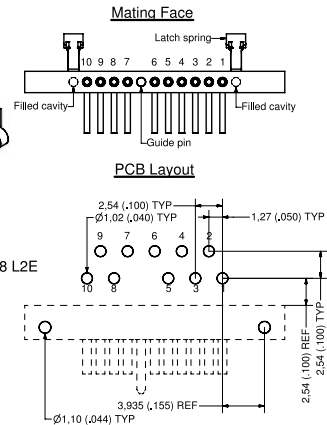 Mating Face
Latch spring
10 9 8 7 6 5 4 3 2 1
Filled cavity
Filled cavity
Guide pin
PCB Layout
2,54 (.100) TYP
Ø1,02 (.040) TYP
1,27 (.050) TYP
9 7 6 4 2
8 L2E
10 8 5 3
2,54 (.100) REF
2,54 (.100) TYP
3,935 (.155) REF
Ø1,10 (.044) TYP